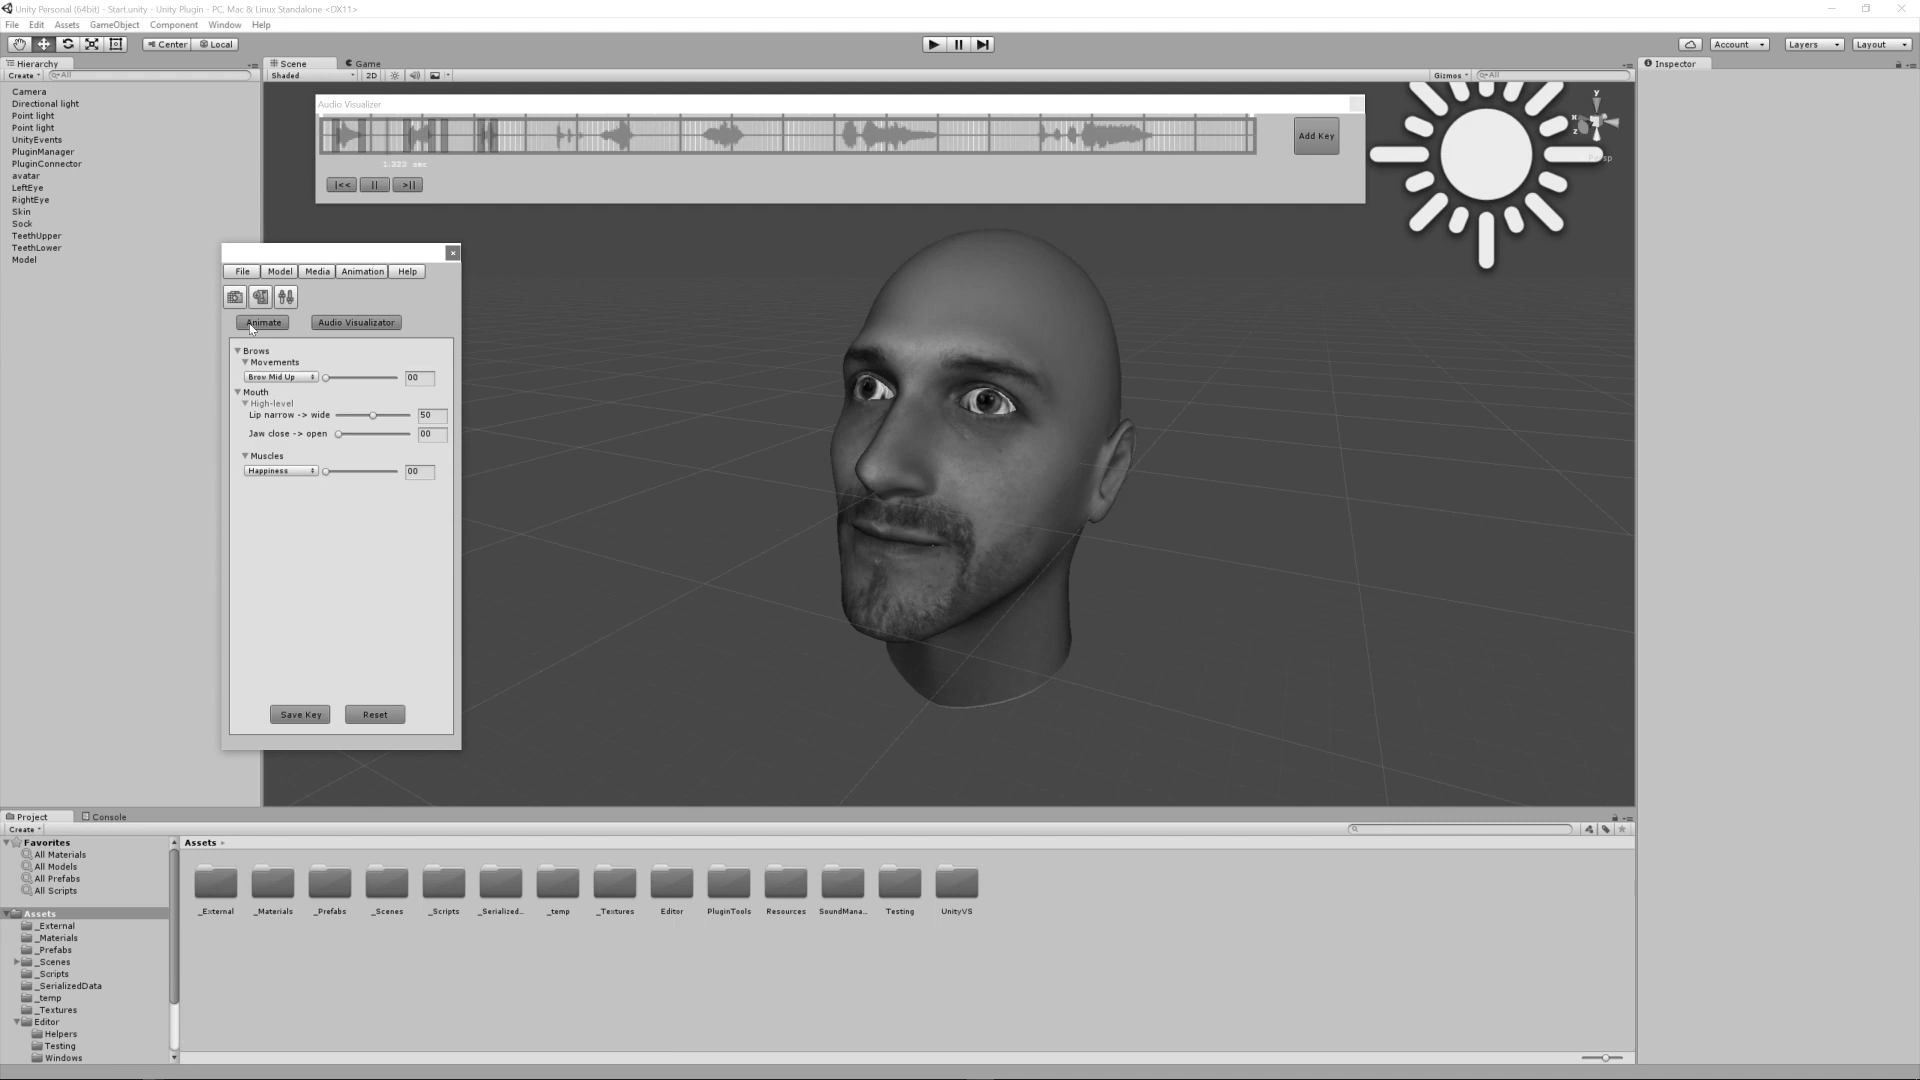 Unity Personal (64bit) - Start.unity - Unity Plugin - PC, Mac & Linux Standalone <DX11>
File Edit Assets GameObject Component Window Help
Center Local
Account Layers Layout
Hierarchy
Create All
Camera
Directional light
Point light
Point light
UnityEvents
PluginManager
PluginConnector
avatar
LeftEye
RightEye
Skin
Sock
TeethUpper
TeethLower
Model
Scene Game
Shaded 2D Gizmos All
Audio Visualizer
Add Key
1.323 sec
|<< || >||
y
x
z
Persp
Inspector
×
File Model Media Animation Help
Animate Audio Visualizator
Brows
Movements
Brow Mid Up 00
Mouth
High-level
Lip narrow -> wide 50
Jaw close -> open 00
Muscles
Happiness 00
Save Key Reset
Project Console
Create
Favorites
All Materials
All Models
All Prefabs
All Scripts
Assets
_External
_Materials
_Prefabs
_Scenes
_Scripts
_SerializedData
_temp
_Textures
Editor
Helpers
Testing
Windows
Assets
_External _Materials _Prefabs _Scenes _Scripts _Serialized... _temp _Textures Editor PluginTools Resources SoundMana... Testing UnityVS